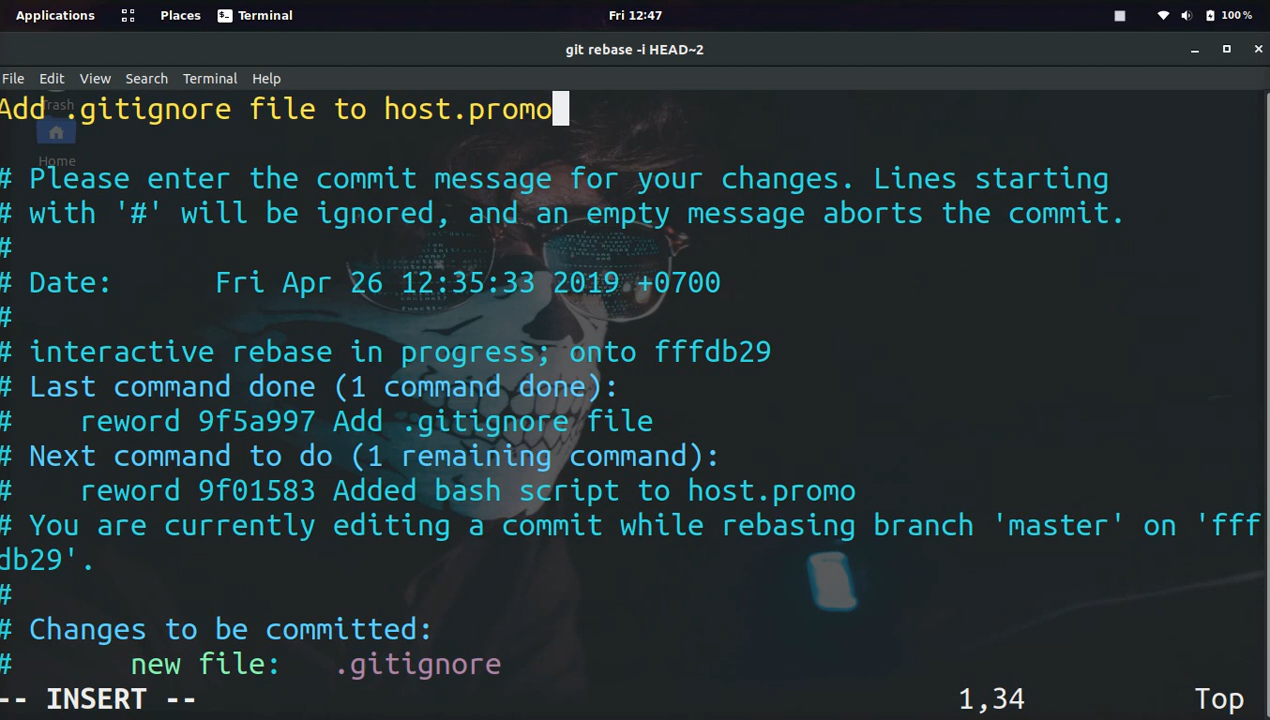 Applications Places Terminal Fri 12:47 100 %
git rebase -i HEAD~2
File Edit View Search Terminal Help
Add .gitignore file to host.promo
Trash
Home
# Please enter the commit message for your changes. Lines starting
# with '#' will be ignored, and an empty message aborts the commit.
#
# Date: Fri Apr 26 12:35:33 2019 +0700
#
# interactive rebase in progress; onto fffdb29
# Last command done (1 command done):
# reword 9f5a997 Add .gitignore file
# Next command to do (1 remaining command):
# reword 9f01583 Added bash script to host.promo
# You are currently editing a commit while rebasing branch 'master' on 'fff
db29'.
#
# Changes to be committed:
# new file: .gitignore
-- INSERT -- 1,34 Top